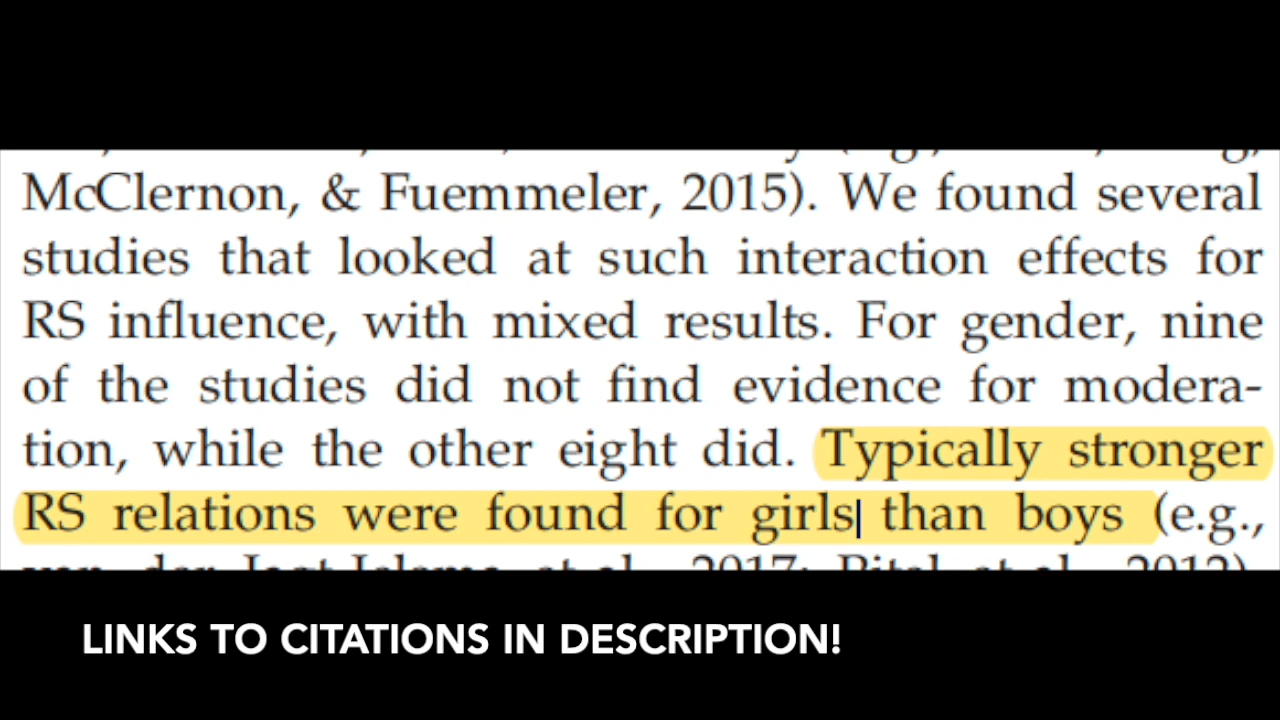 McClernon, & Fuemmeler, 2015). We found several
studies that looked at such interaction effects for
RS influence, with mixed results. For gender, nine
of the studies did not find evidence for modera-
tion, while the other eight did. Typically stronger
RS relations were found for girls than boys (e.g.,
LINKS TO CITATIONS IN DESCRIPTION!